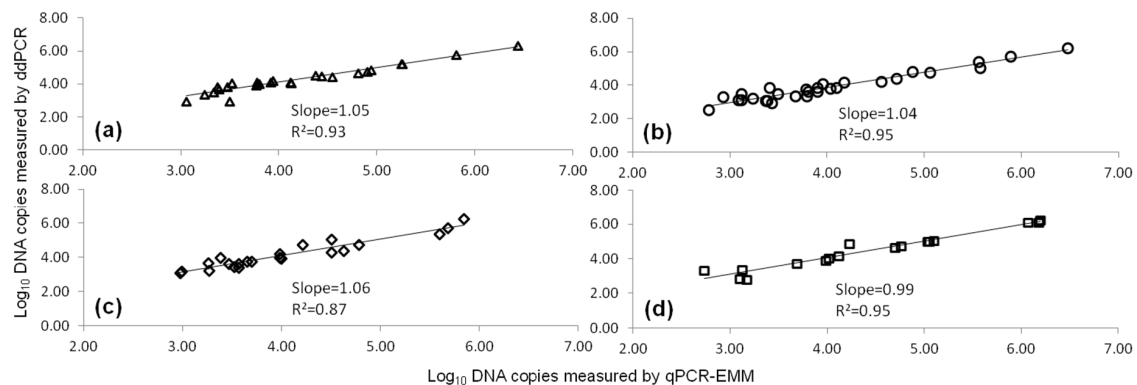 Log10 DNA copies measured by ddPCR
8.00
6.00
4.00
2.00
0.00
(a)
Slope=1.05
R²=0.93
2.00 3.00 4.00 5.00 6.00 7.00
8.00
6.00
4.00
2.00
0.00
(b)
Slope=1.04
R²=0.95
2.00 3.00 4.00 5.00 6.00 7.00
8.00
6.00
4.00
2.00
0.00
(c)
Slope=1.06
R²=0.87
2.00 3.00 4.00 5.00 6.00 7.00
8.00
6.00
4.00
2.00
0.00
(d)
Slope=0.99
R²=0.95
2.00 3.00 4.00 5.00 6.00 7.00
Log10 DNA copies measured by qPCR-EMM